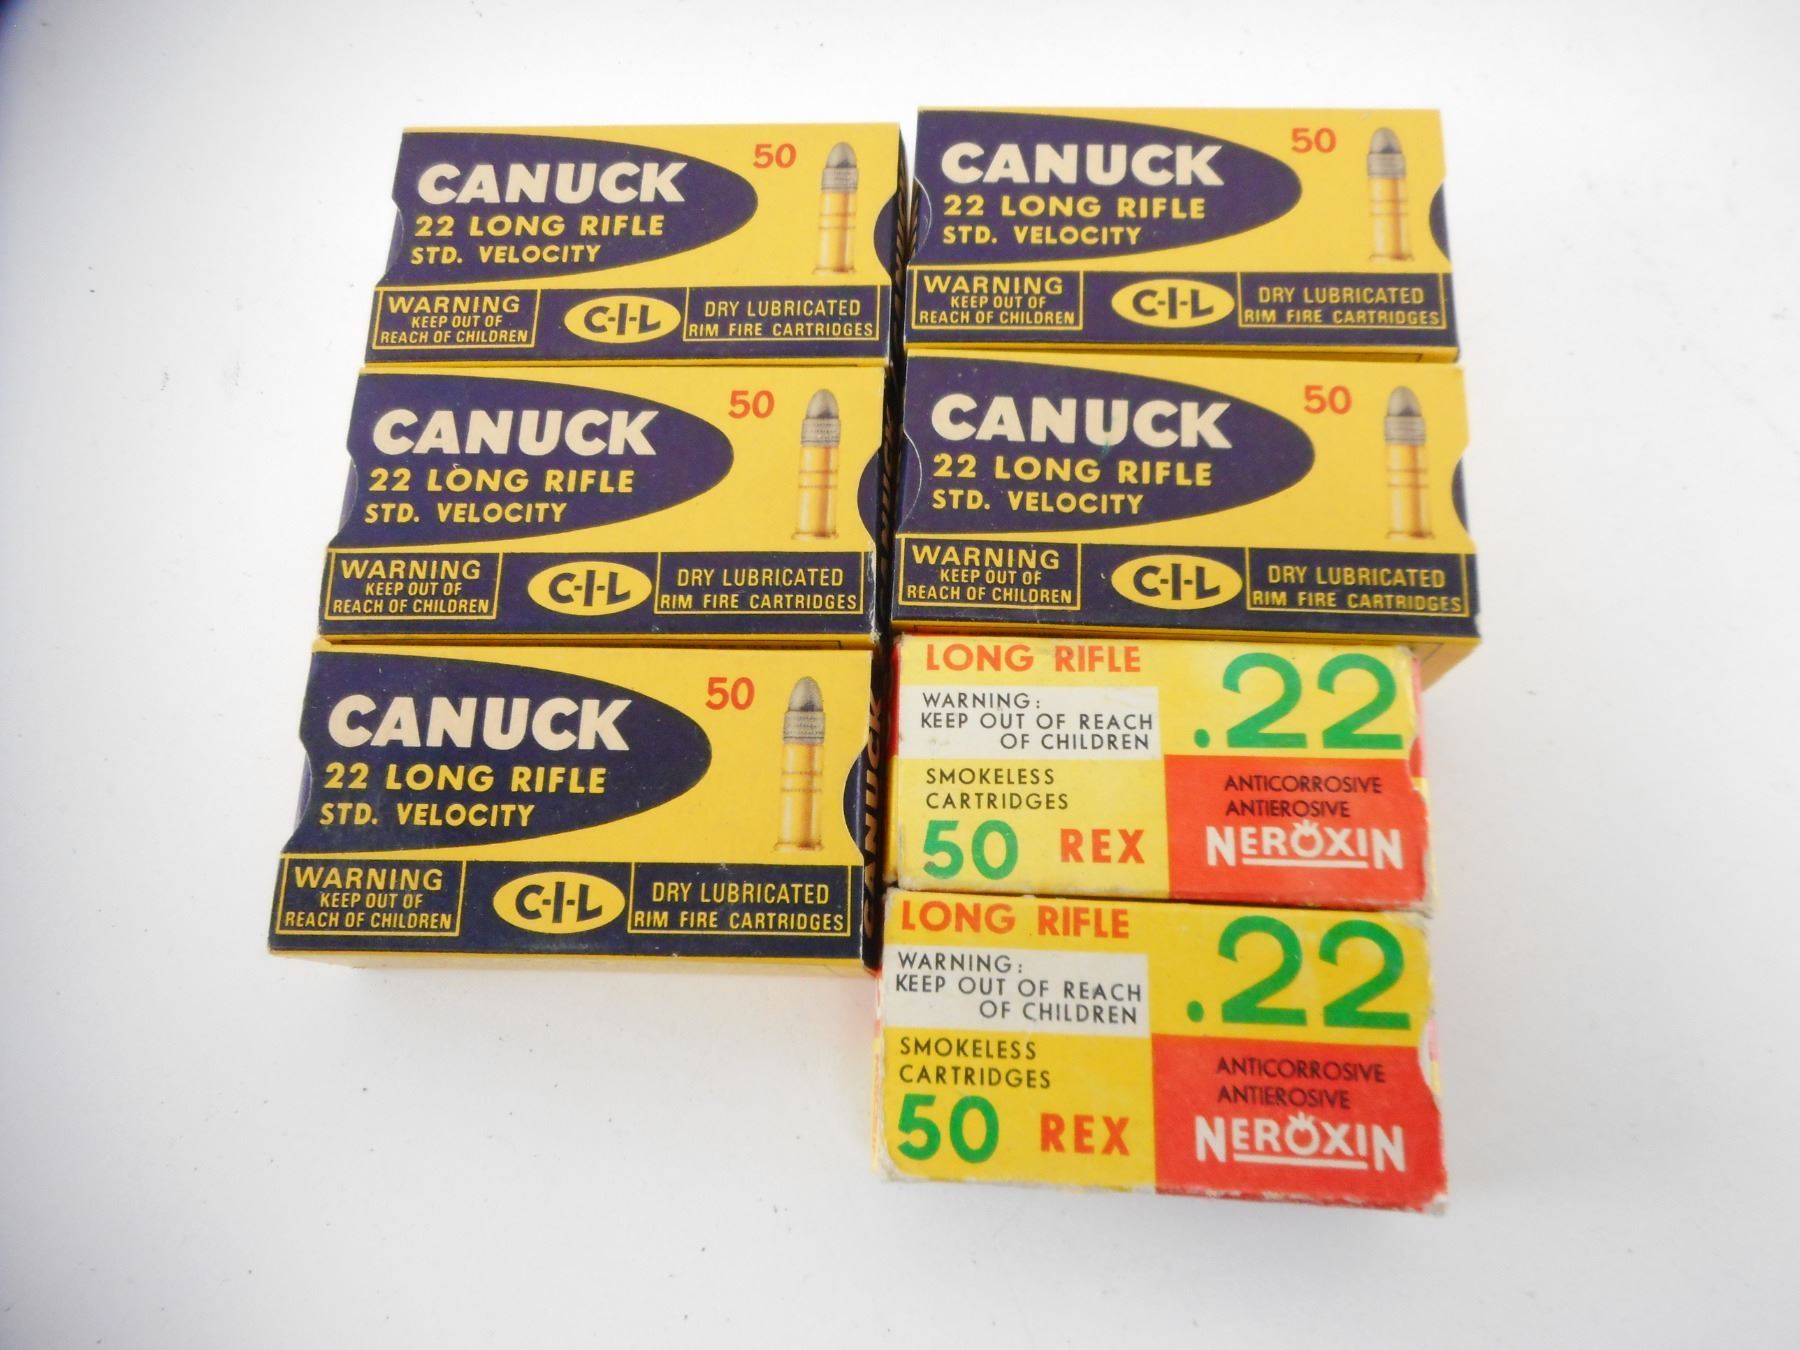 CANUCK
22 LONG RIFLE
STD. VELOCITY
50
WARNING
KEEP OUT OF
REACH OF CHILDREN
C-I-L
DRY LUBRICATED
RIM FIRE CARTRIDGES
CANUCK
22 LONG RIFLE
STD. VELOCITY
50
WARNING
KEEP OUT OF
REACH OF CHILDREN
C-I-L
DRY LUBRICATED
RIM FIRE CARTRIDGES
CANUCK
22 LONG RIFLE
STD. VELOCITY
50
WARNING
KEEP OUT OF
REACH OF CHILDREN
C-I-L
DRY LUBRICATED
RIM FIRE CARTRIDGES
CANUCK
CANUCK
22 LONG RIFLE
STD. VELOCITY
50
WARNING
KEEP OUT OF
REACH OF CHILDREN
C-I-L
DRY LUBRICATED
RIM FIRE CARTRIDGES
CANUCK
22 LONG RIFLE
STD. VELOCITY
50
WARNING
KEEP OUT OF
REACH OF CHILDREN
C-I-L
DRY LUBRICATED
RIM FIRE CARTRIDGES
LONG RIFLE
.22
WARNING:
KEEP OUT OF REACH
OF CHILDREN
SMOKELESS
CARTRIDGES
50 REX
ANTICORROSIVE
ANTIEROSIVE
NEROXIN
LONG RIFLE
.22
WARNING:
KEEP OUT OF REACH
OF CHILDREN
SMOKELESS
CARTRIDGES
50 REX
ANTICORROSIVE
ANTIEROSIVE
NEROXIN